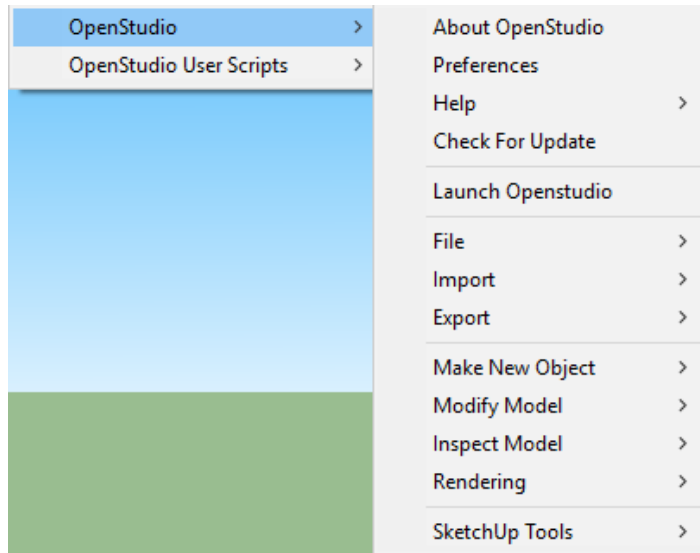 OpenStudio
OpenStudio User Scripts
About OpenStudio
Preferences
Help
Check For Update
Launch Openstudio
File
Import
Export
Make New Object
Modify Model
Inspect Model
Rendering
SketchUp Tools